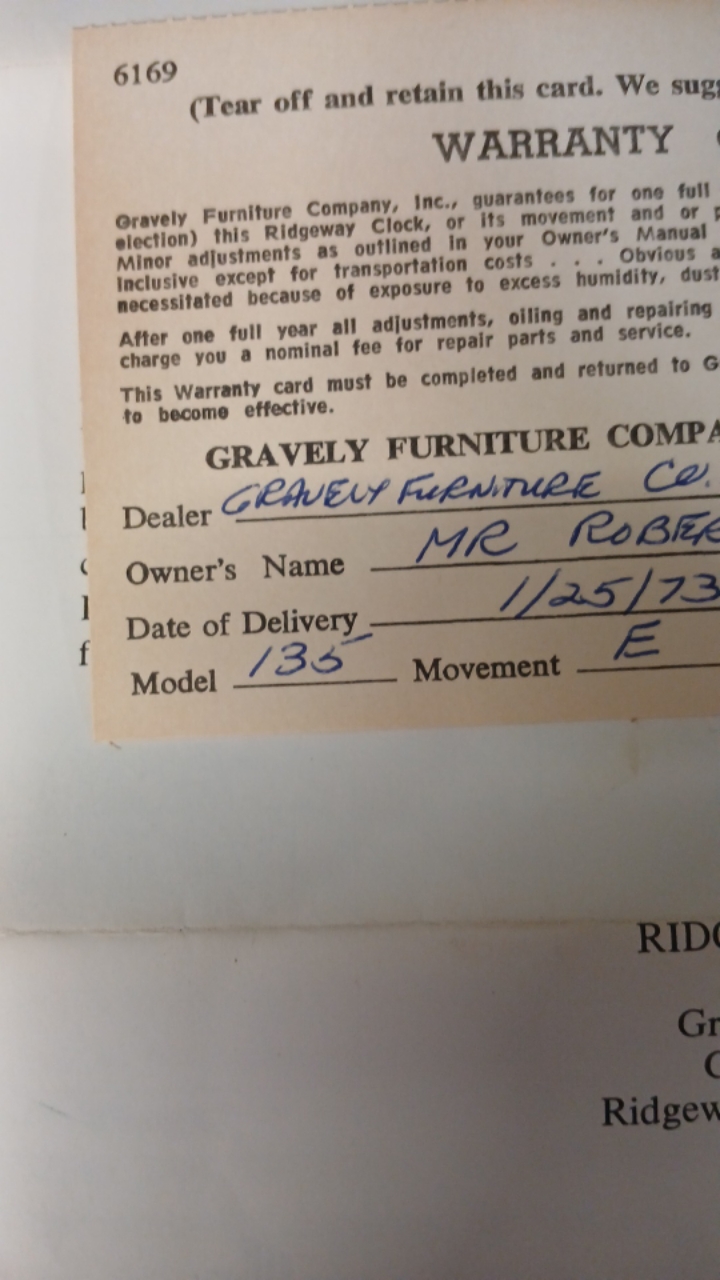 6169
(Tear off and retain this card. We sugg
WARRANTY
Gravely Furniture Company, Inc., guarantees for one full
election) this Ridgeway Clock, or its movement and or p
Minor adjustments as outlined in your Owner's Manual
Inclusive except for transportation costs . . . Obvious a
necessitated because of exposure to excess humidity, dust
After one full year all adjustments, oiling and repairing
charge you a nominal fee for repair parts and service.
This Warranty card must be completed and returned to G
to become effective.
GRAVELY FURNITURE COMPA
Dealer GRAVELY FURNITURE CO.
Owner's Name MR ROBER
Date of Delivery 1/25/73
Model 135 Movement E
f
RIDG
Gr
Ridgew